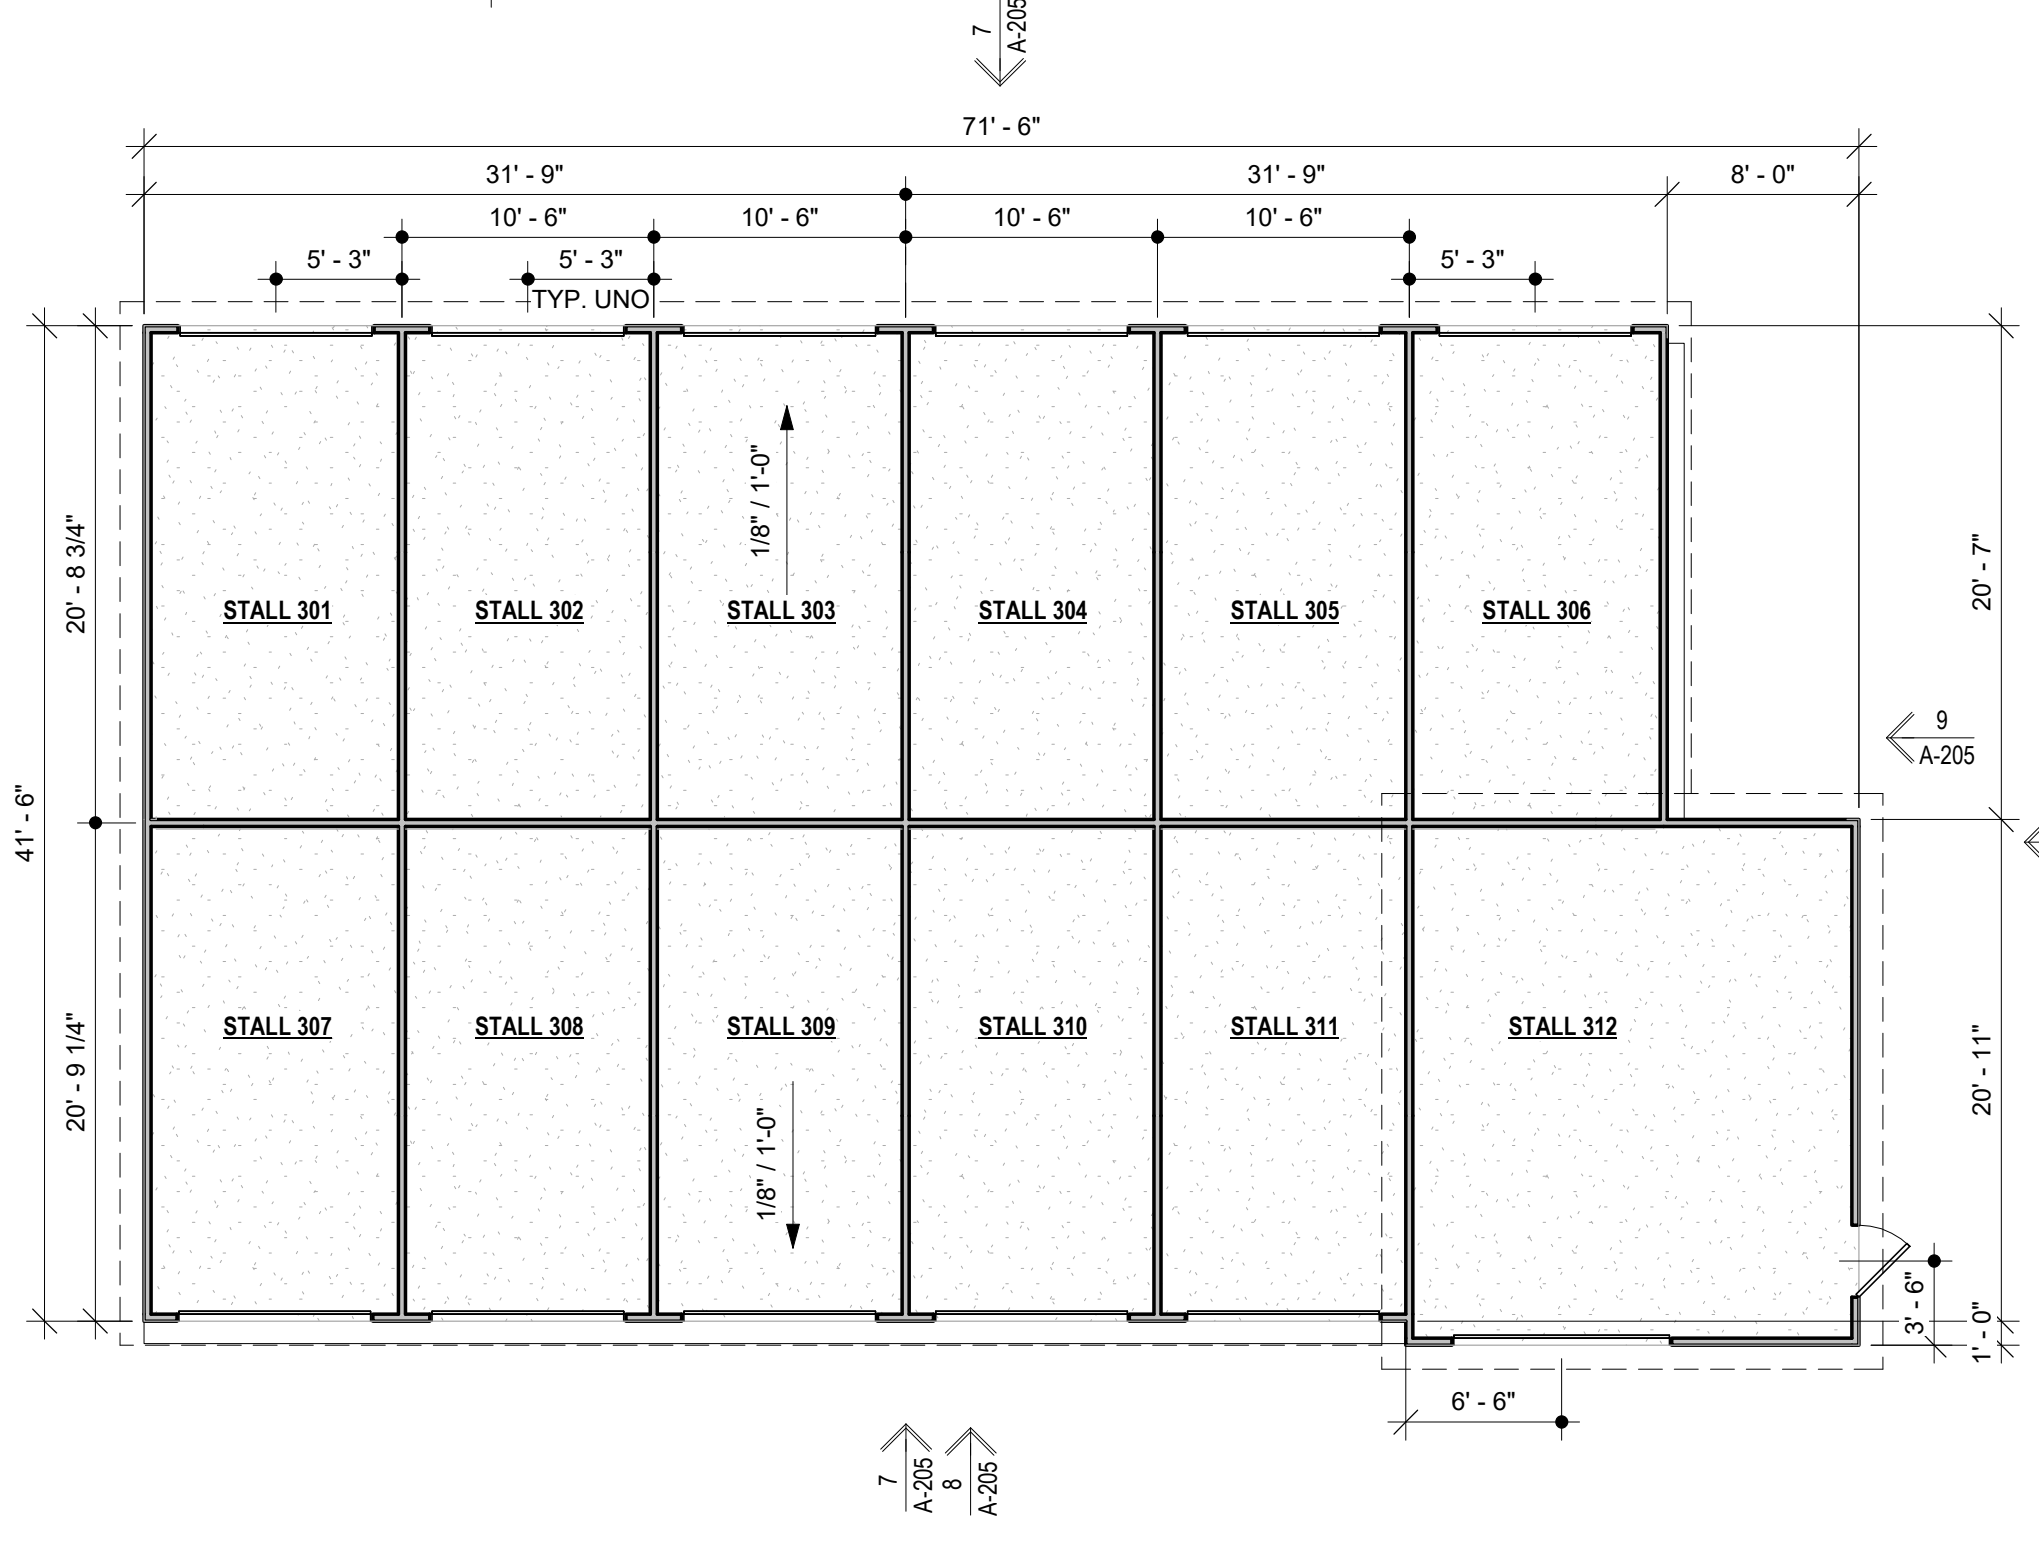 7
A-205
71' - 6"
31' - 9"
31' - 9"
8' - 0"
10' - 6"
10' - 6"
10' - 6"
10' - 6"
5' - 3"
5' - 3"
5' - 3"
TYP. UNO
1/8" / 1'-0"
20' - 8 3/4"
20' - 7"
STALL 301
STALL 302
STALL 303
STALL 304
STALL 305
STALL 306
9
A-205
41' - 6"
STALL 307
STALL 308
STALL 309
STALL 310
STALL 311
STALL 312
20' - 9 1/4"
20' - 11"
1/8" / 1'-0"
3' - 6"
1' - 0"
6' - 6"
7
A-205
8
A-205